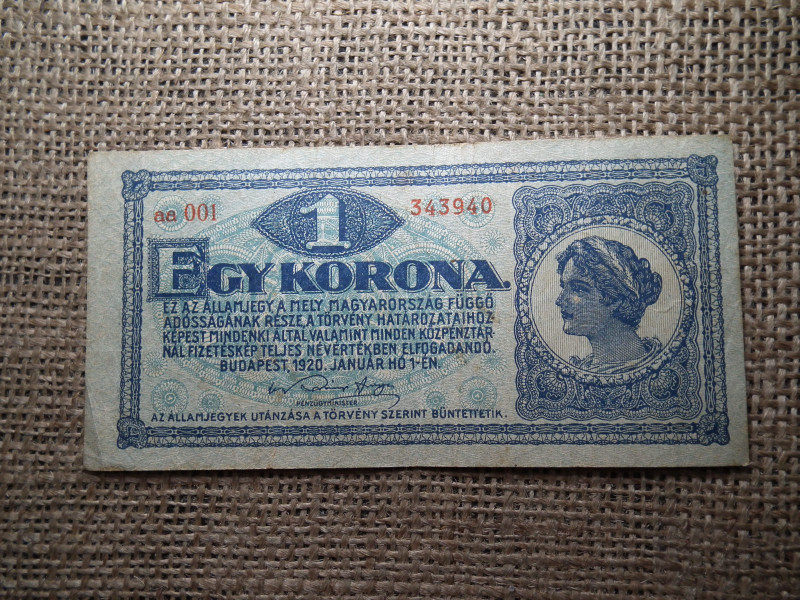 aa 001
343940
1
EGY KORONA.
EZ AZ ÁLLAMJEGY A MELY MAGYARORSZÁG FÜGGŐ
ADÓSSÁGÁNAK RÉSZE, A TÖRVÉNY HATÁROZATAIHOZ
KÉPEST MINDENKI ÁLTAL VALAMINT MINDEN KÖZPÉNZTÁR-
NÁL FIZETÉSKÉP TELJES NÉVÉRTÉKBEN ELFOGADANDÓ.
BUDAPEST, 1920. JANUÁR HÓ 1-ÉN.
PÉNZÜGYMINISTER.
AZ ÁLLAMJEGYEK UTÁNZÁSA A TÖRVÉNY SZERINT BÜNTETTETIK.